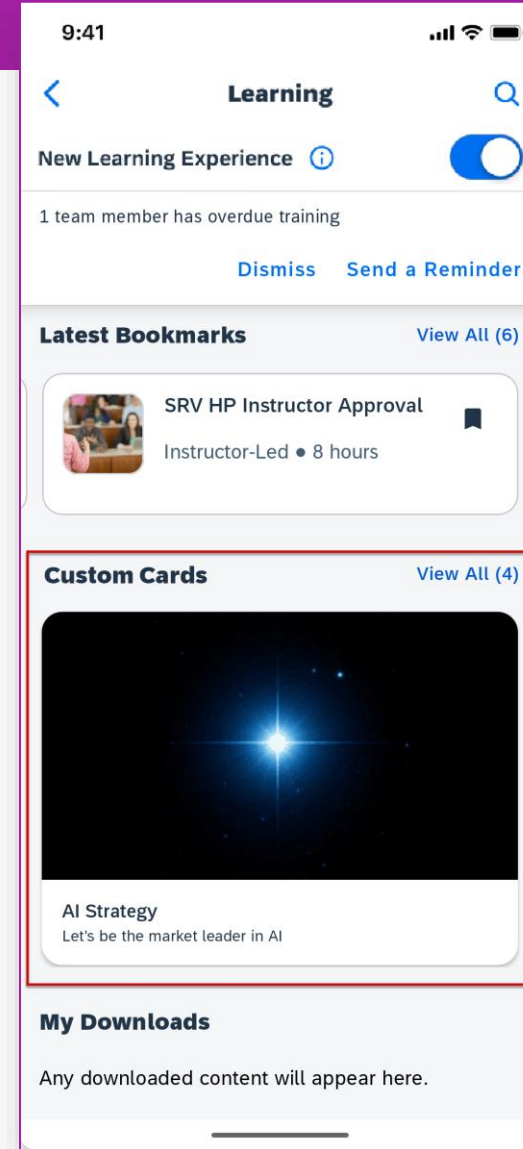 9:41
Learning
New Learning Experience
1 team member has overdue training
Dismiss Send a Reminder
Latest Bookmarks View All (6)
SRV HP Instructor Approval
Instructor-Led • 8 hours
Custom Cards View All (4)
AI Strategy
Let's be the market leader in AI
My Downloads
Any downloaded content will appear here.